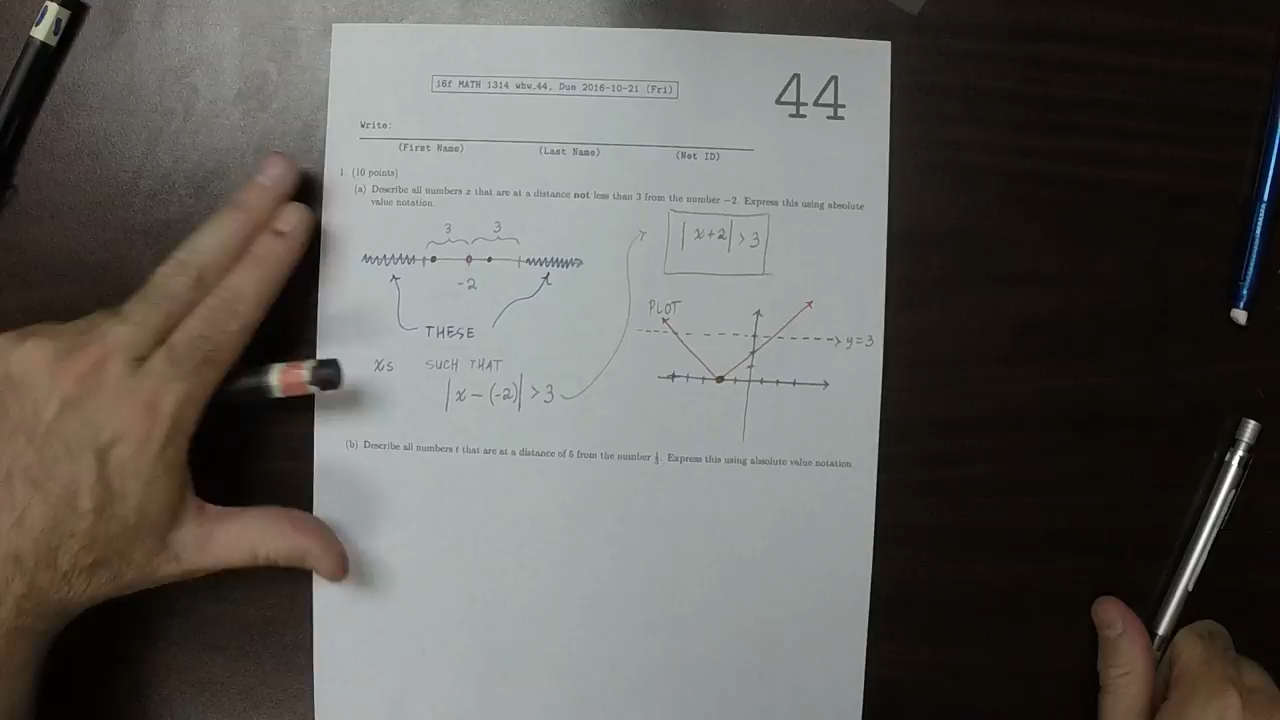 16f MATH 1314 wbw_44, Due 2016-10-21 (Fri)
44
Write:
(First Name) (Last Name) (Net ID)
1. (10 points)
(a) Describe all numbers x that are at a distance not less than 3 from the number −2. Express this using absolute
value notation.
3 3
|x+2| > 3
-2
PLOT
THESE
y=3
xs SUCH THAT
|x-(-2)| > 3
(b) Describe all numbers t that are at a distance of 5 from the number. Express this using absolute value notation